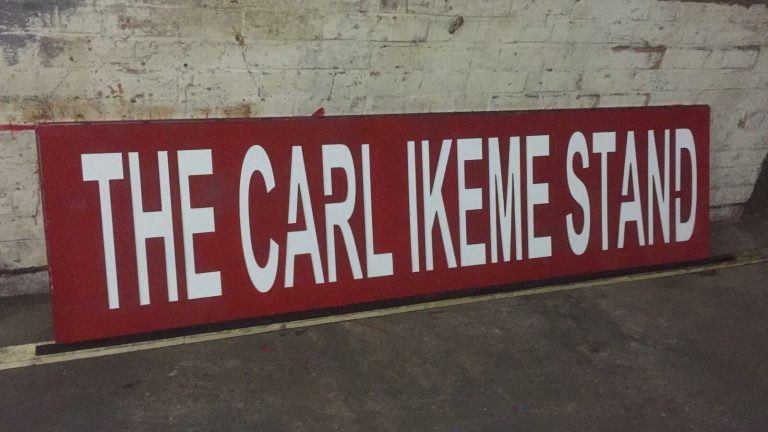 THE CARL IKEME STAND